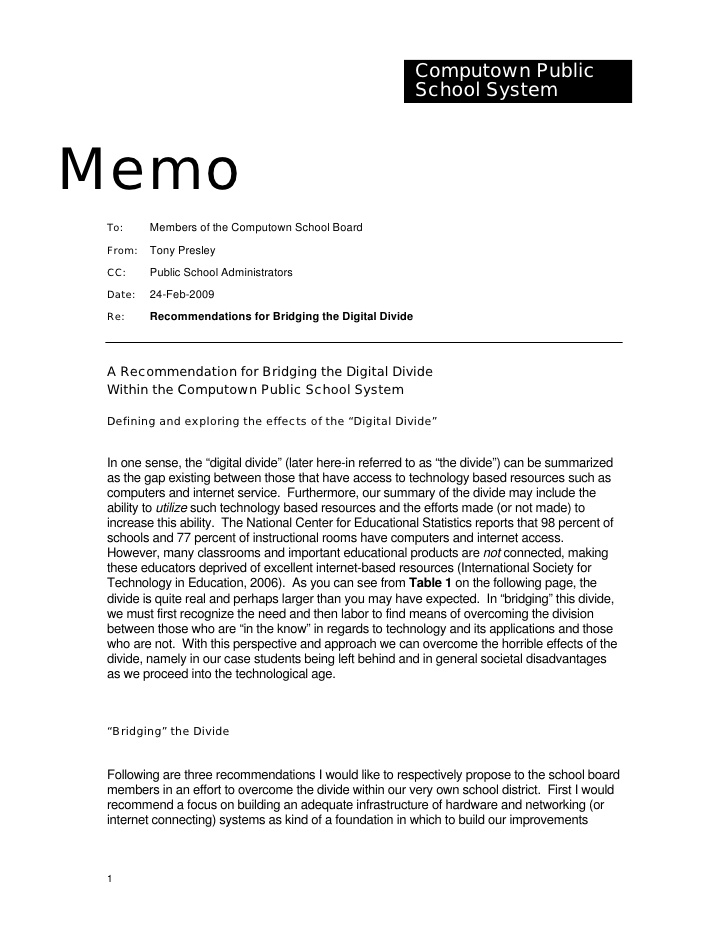 Computown Public
School System
Memo
To: Members of the Computown School Board
From: Tony Presley
CC: Public School Administrators
Date: 24-Feb-2009
Re: Recommendations for Bridging the Digital Divide
A Recommendation for Bridging the Digital Divide
Within the Computown Public School System
Defining and exploring the effects of the “Digital Divide”
In one sense, the “digital divide” (later here-in referred to as “the divide”) can be summarized
as the gap existing between those that have access to technology based resources such as
computers and internet service.  Furthermore, our summary of the divide may include the
ability to utilize such technology based resources and the efforts made (or not made) to
increase this ability.  The National Center for Educational Statistics reports that 98 percent of
schools and 77 percent of instructional rooms have computers and internet access.
However, many classrooms and important educational products are not connected, making
these educators deprived of excellent internet-based resources (International Society for
Technology in Education, 2006).  As you can see from Table 1 on the following page, the
divide is quite real and perhaps larger than you may have expected.  In “bridging” this divide,
we must first recognize the need and then labor to find means of overcoming the division
between those who are “in the know” in regards to technology and its applications and those
who are not.  With this perspective and approach we can overcome the horrible effects of the
divide, namely in our case students being left behind and in general societal disadvantages
as we proceed into the technological age.
“Bridging” the Divide
Following are three recommendations I would like to respectively propose to the school board
members in an effort to overcome the divide within our very own school district.  First I would
recommend a focus on building an adequate infrastructure of hardware and networking (or
internet connecting) systems as kind of a foundation in which to build our improvements
1